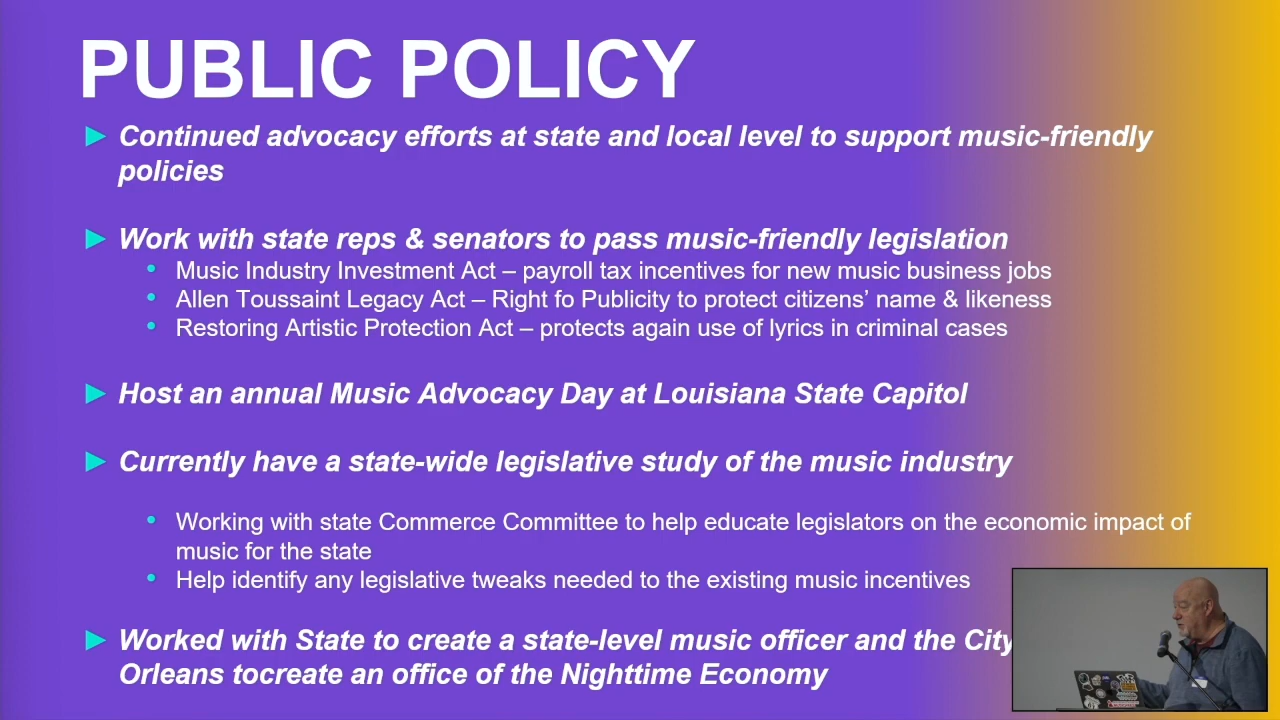 PUBLIC POLICY
Continued advocacy efforts at state and local level to support music-friendly
policies
Work with state reps & senators to pass music-friendly legislation
Music Industry Investment Act – payroll tax incentives for new music business jobs
Allen Toussaint Legacy Act – Right fo Publicity to protect citizens’ name & likeness
Restoring Artistic Protection Act – protects again use of lyrics in criminal cases
Host an annual Music Advocacy Day at Louisiana State Capitol
Currently have a state-wide legislative study of the music industry
Working with state Commerce Committee to help educate legislators on the economic impact of
music for the state
Help identify any legislative tweaks needed to the existing music incentives
Worked with State to create a state-level music officer and the City
Orleans tocreate an office of the Nighttime Economy